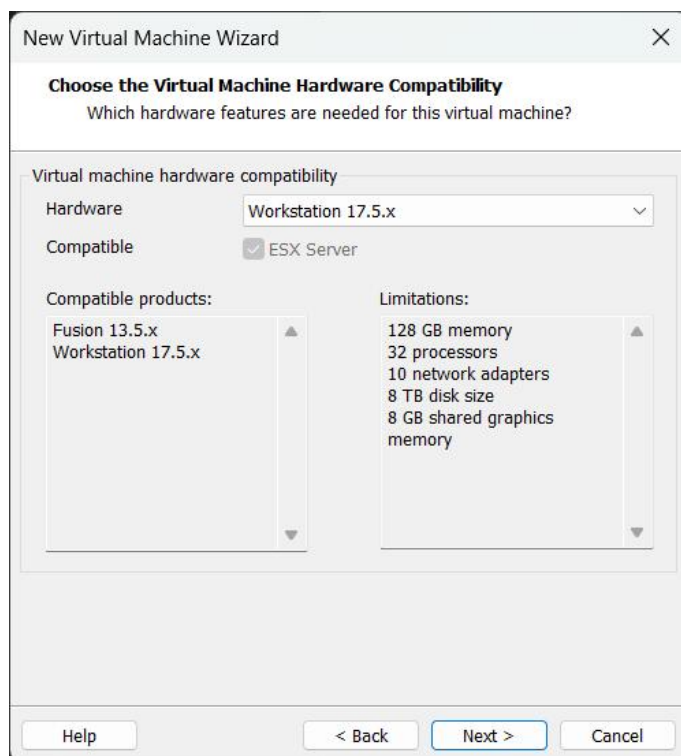 New Virtual Machine Wizard
Choose the Virtual Machine Hardware Compatibility
Which hardware features are needed for this virtual machine?
Virtual machine hardware compatibility
Hardware
Workstation 17.5.x
Compatible
ESX Server
Compatible products:
Fusion 13.5.x
Workstation 17.5.x
Limitations:
128 GB memory
32 processors
10 network adapters
8 TB disk size
8 GB shared graphics
memory
Help
< Back
Next >
Cancel